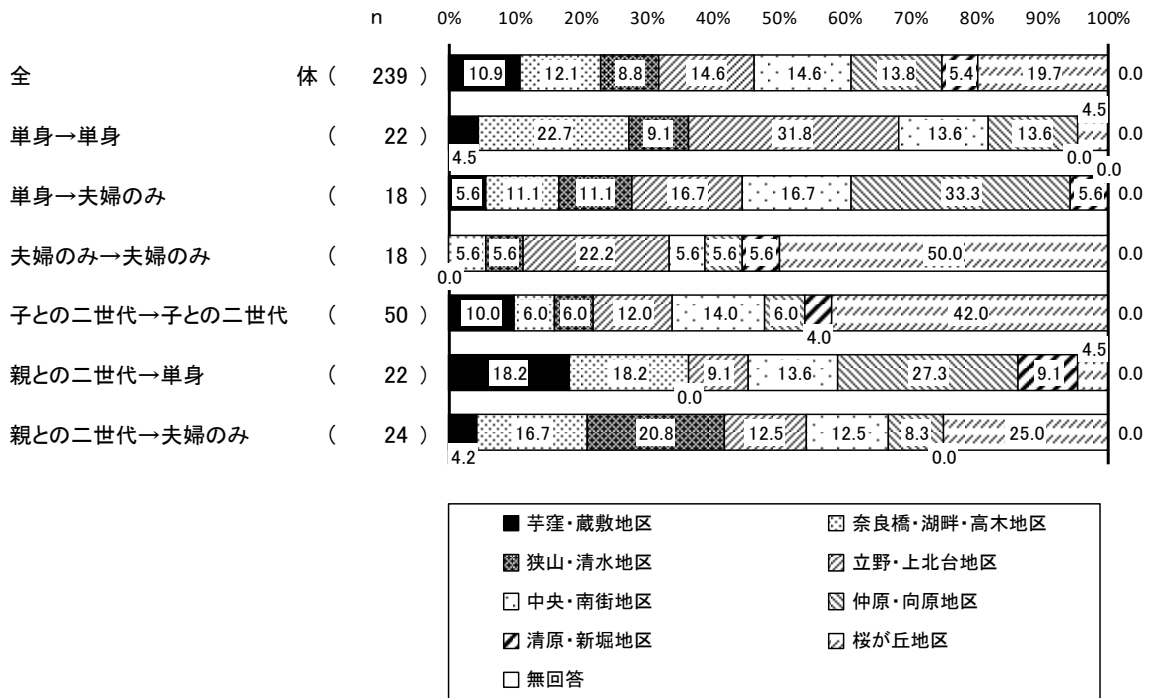 n 0% 10% 20% 30% 40% 50% 60% 70% 80% 90% 100%
全 体 ( 239 ) 10.9 12.1 8.8 14.6 14.6 13.8 5.4 19.7 0.0
単身→単身 ( 22 ) 4.5 22.7 9.1 31.8 13.6 13.6 0.0 4.5 0.0
単身→夫婦のみ ( 18 ) 5.6 11.1 11.1 16.7 16.7 33.3 5.6 0.0 0.0
夫婦のみ→夫婦のみ ( 18 ) 0.0 5.6 5.6 22.2 5.6 5.6 5.6 50.0 0.0
子との二世代→子との二世代 ( 50 ) 10.0 6.0 6.0 12.0 14.0 6.0 4.0 42.0 0.0
親との二世代→単身 ( 22 ) 18.2 18.2 0.0 9.1 13.6 27.3 9.1 4.5 0.0
親との二世代→夫婦のみ ( 24 ) 4.2 16.7 20.8 12.5 12.5 8.3 0.0 25.0 0.0
芋窪・蔵敷地区 奈良橋・湖畔・高木地区
狭山・清水地区 立野・上北台地区
中央・南街地区 仲原・向原地区
清原・新堀地区 桜が丘地区
無回答